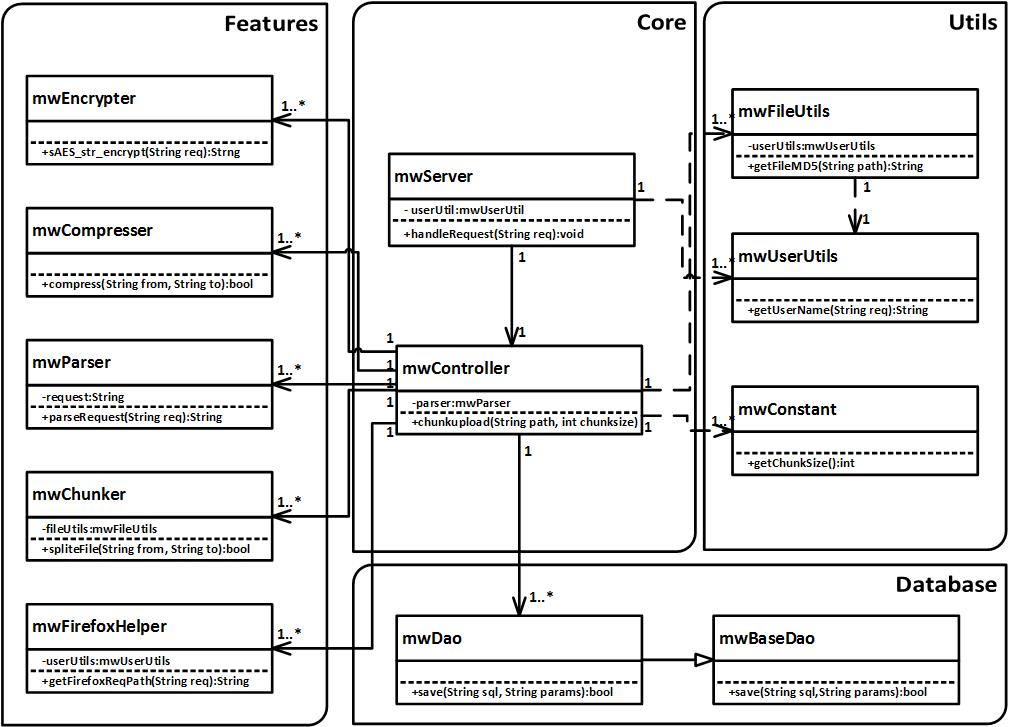 Features
mwEncrypter
+sAES_str_encrypt(String req):Strng
1..*
mwCompresser
+compress(String from, String to):bool
1..*
mwParser
-request:String
+parseRequest(String req):String
1..*
mwChunker
-fileUtils:mwFileUtils
+spliteFile(String from, String to):bool
1..*
mwFirefoxHelper
-userUtils:mwUserUtils
+getFirefoxReqPath(String req):String
1..*
Core
mwServer
- userUtil:mwUserUtil
+handleRequest(String req):void
1
1
1
1
1
1
1
1
mwController
-parser:mwParser
+chunkupload(String path, int chunksize)
1
1
1
Utils
1..*
mwFileUtils
-userUtils:mwUserUtils
+getFileMD5(String path):String
1
1
1..*
mwUserUtils
+getUserName(String req):String
1..*
mwConstant
+getChunkSize():int
Database
1..*
mwDao
+save(String sql, String params):bool
mwBaseDao
+save(String sql,String params):bool